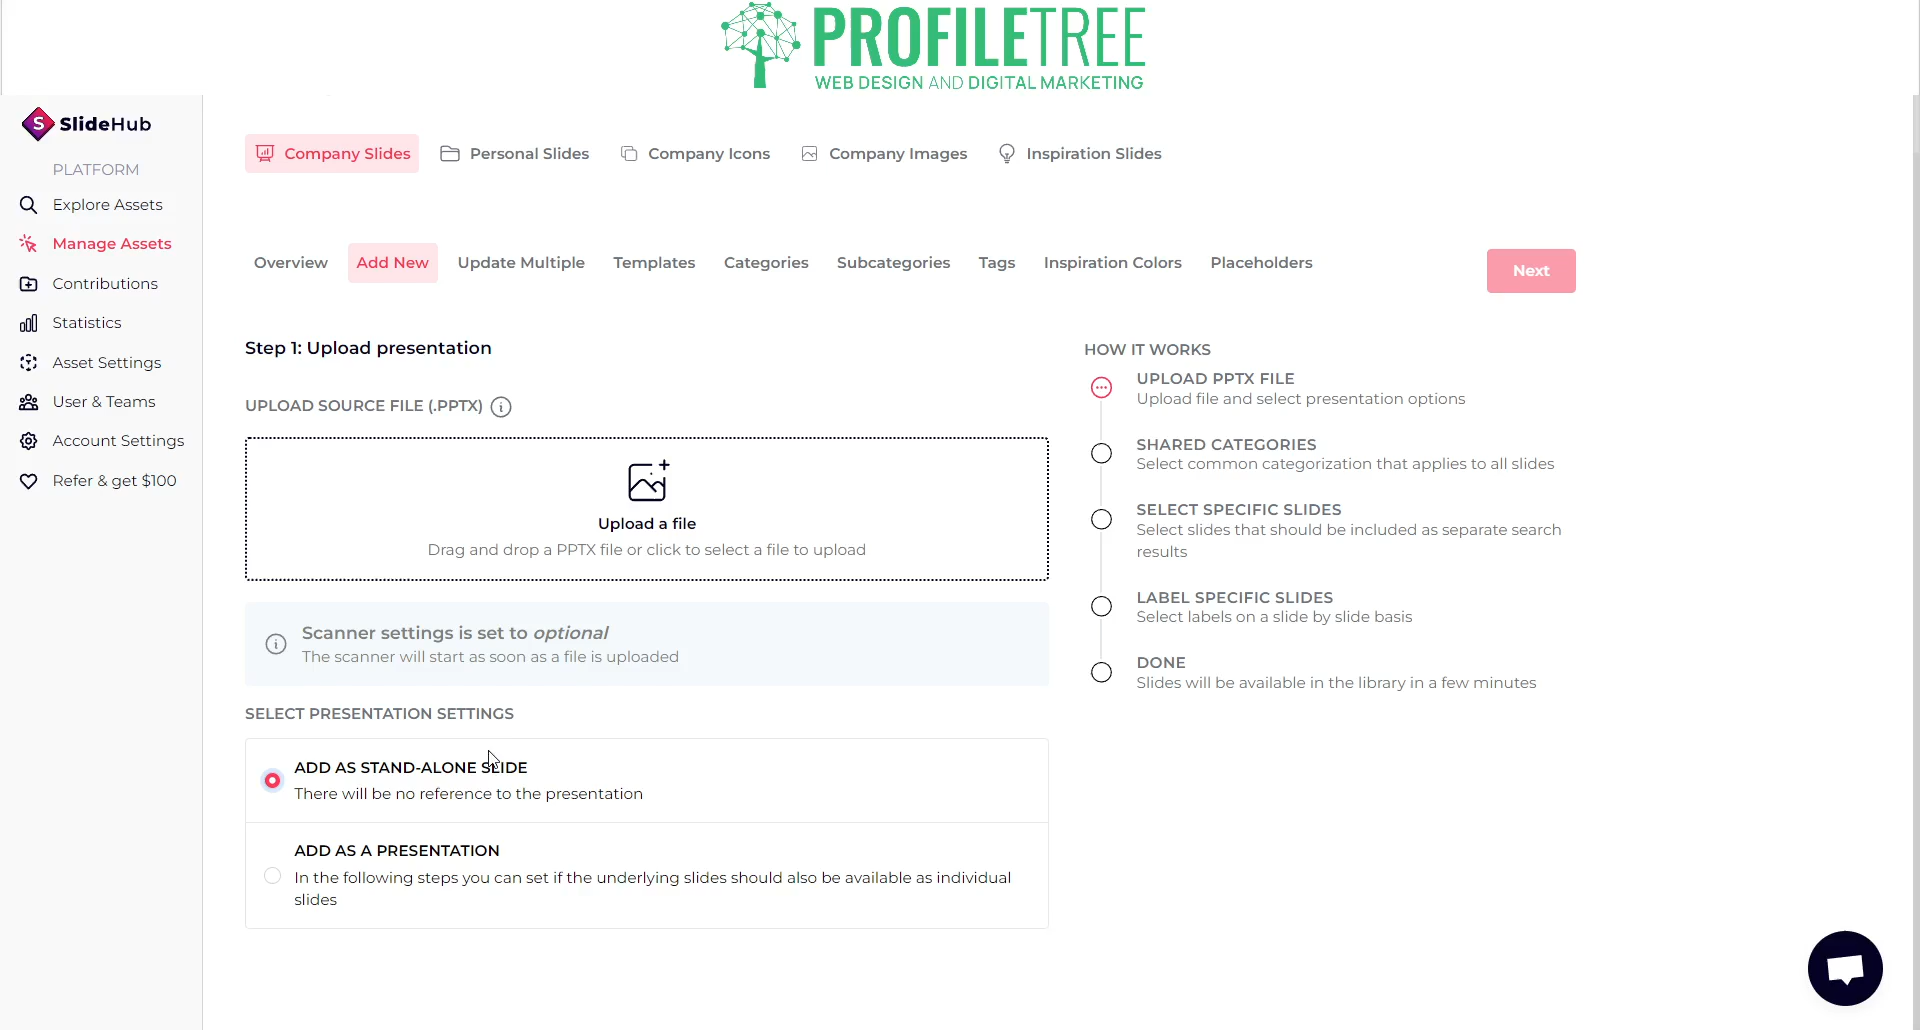 PROFILETREE
WEB DESIGN AND DIGITAL MARKETING
S SlideHub
PLATFORM
Explore Assets
Manage Assets
Contributions
Statistics
Asset Settings
User & Teams
Account Settings
Refer & get $100
Company Slides
Personal Slides
Company Icons
Company Images
Inspiration Slides
Overview
Add New
Update Multiple
Templates
Categories
Subcategories
Tags
Inspiration Colors
Placeholders
Next
Step 1: Upload presentation
UPLOAD SOURCE FILE (.PPTX)
Upload a file
Drag and drop a PPTX file or click to select a file to upload
Scanner settings is set to optional
The scanner will start as soon as a file is uploaded
SELECT PRESENTATION SETTINGS
ADD AS STAND-ALONE SLIDE
There will be no reference to the presentation
ADD AS A PRESENTATION
In the following steps you can set if the underlying slides should also be available as individual
slides
HOW IT WORKS
UPLOAD PPTX FILE
Upload file and select presentation options
SHARED CATEGORIES
Select common categorization that applies to all slides
SELECT SPECIFIC SLIDES
Select slides that should be included as separate search
results
LABEL SPECIFIC SLIDES
Select labels on a slide by slide basis
DONE
Slides will be available in the library in a few minutes